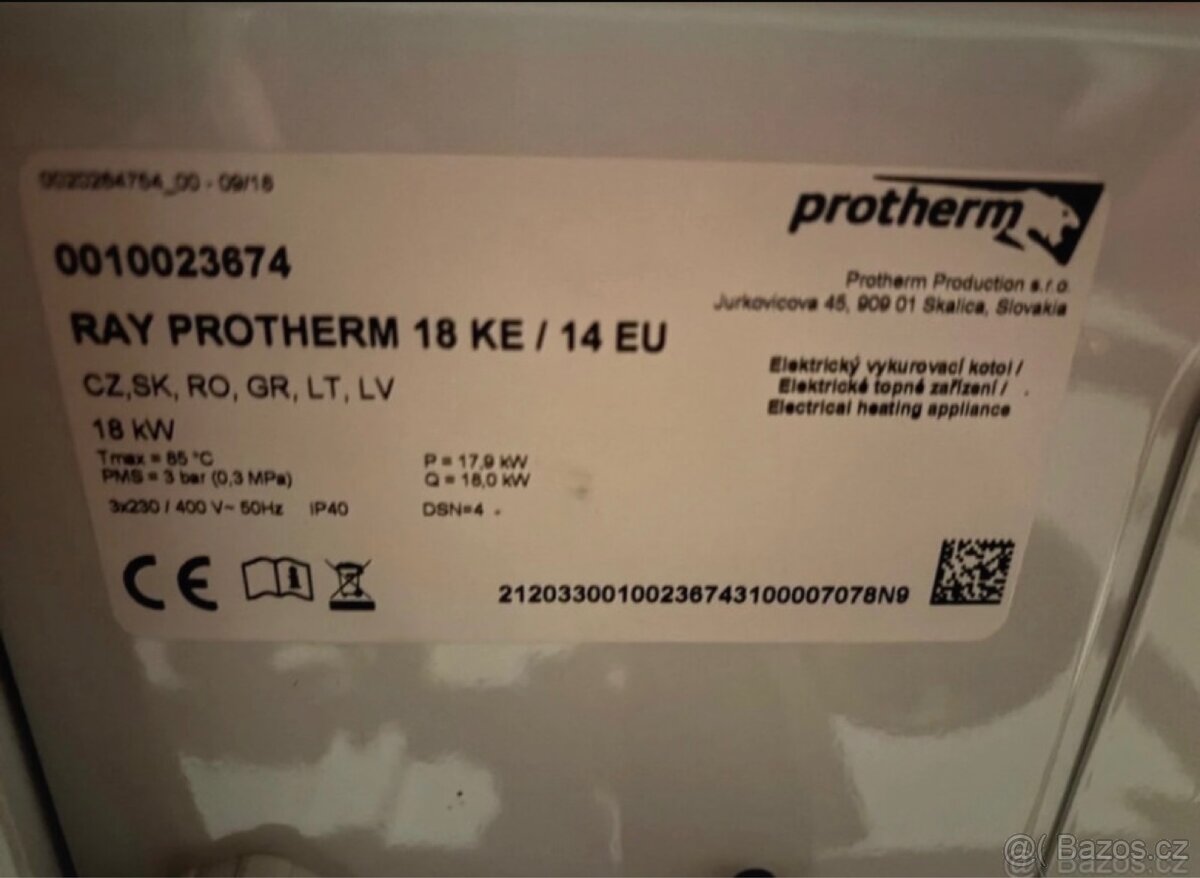 0020264764_00 - 09/18
protherm
0010023674
Protherm Production s.r.o.
Jurkovicova 45, 909 01 Skalica, Slovakia
RAY PROTHERM 18 KE / 14 EU
CZ,SK, RO, GR, LT, LV
Elektrický vykurovací kotol /
Elektrické topné zařízení /
Electrical heating appliance
18 kW
Tmax = 85 °C
PMS = 3 bar (0,3 MPa)
P = 17,9 kW
Q = 18,0 kW
3x230 / 400 V~ 50Hz IP40
DSN=4
CE
21203300100236743100007078N9
@( Bazos.cz